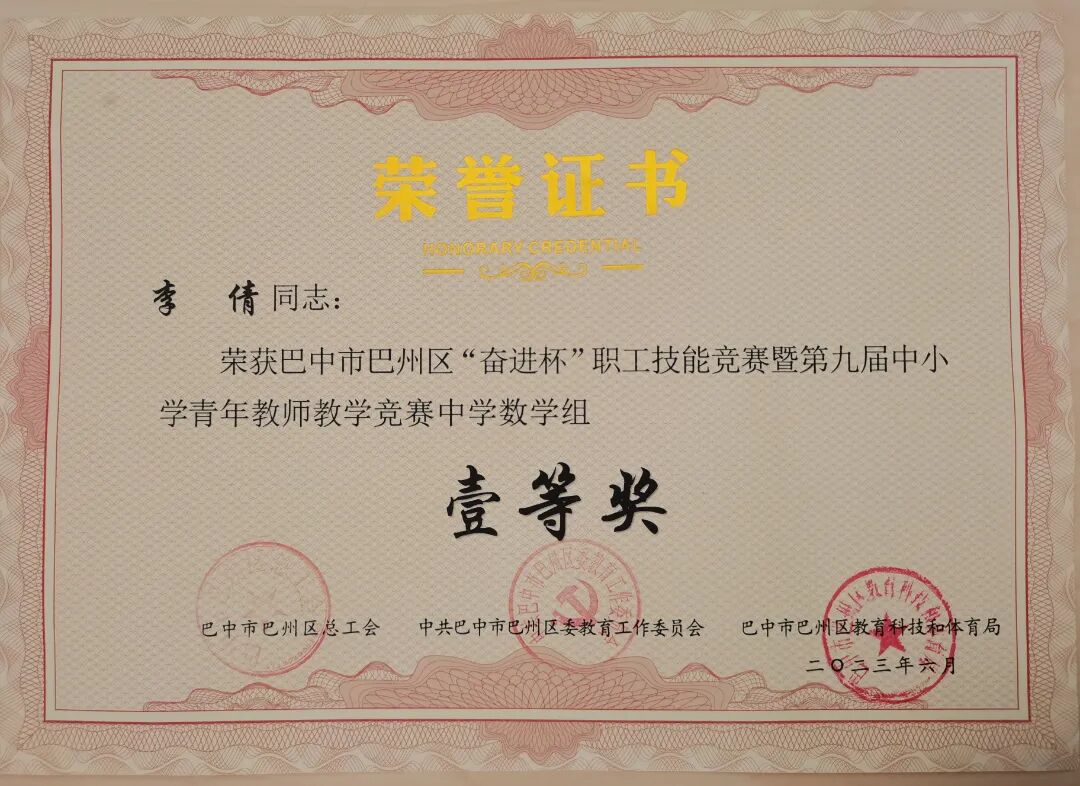 荣誉证书
HONORARY CREDENTIAL
李 倩 同志：
荣获巴中市巴州区“奋进杯”职工技能竞赛暨第九届中小
学青年教师教学竞赛中学数学组
壹等奖
巴中市巴州区总工会 中共巴中市巴州区委教育工作委员会 巴中市巴州区教育科技和体育局
二〇二三年六月